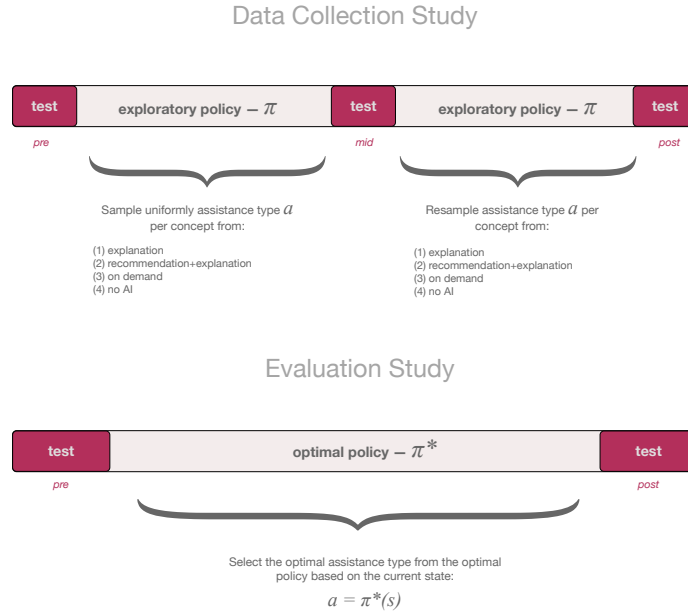 Data Collection Study
test exploratory policy – π test exploratory policy – π test
pre mid post
Sample uniformly assistance type a
per concept from:
(1) explanation
(2) recommendation+explanation
(3) on demand
(4) no AI
Resample assistance type a per
concept from:
(1) explanation
(2) recommendation+explanation
(3) on demand
(4) no AI
Evaluation Study
test optimal policy – π* test
pre post
Select the optimal assistance type from the optimal
policy based on the current state:
a = π*(s)